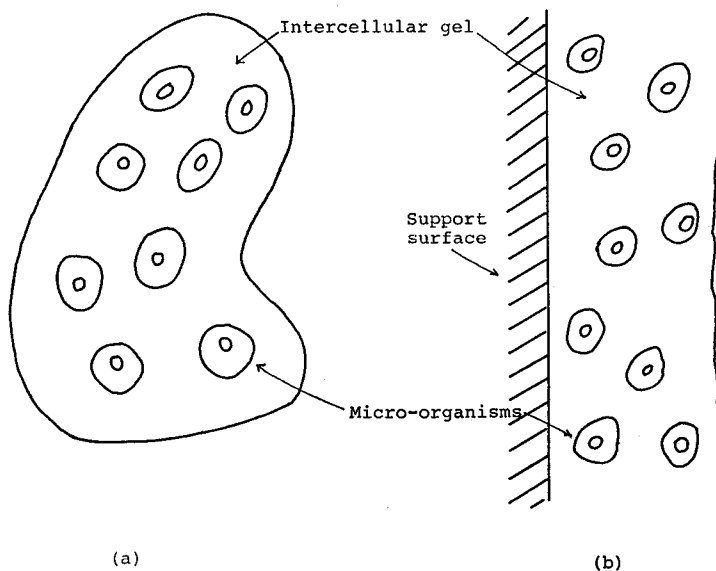 Intercellular gel
Support
surface
Micro-organisms
(a)
(b)